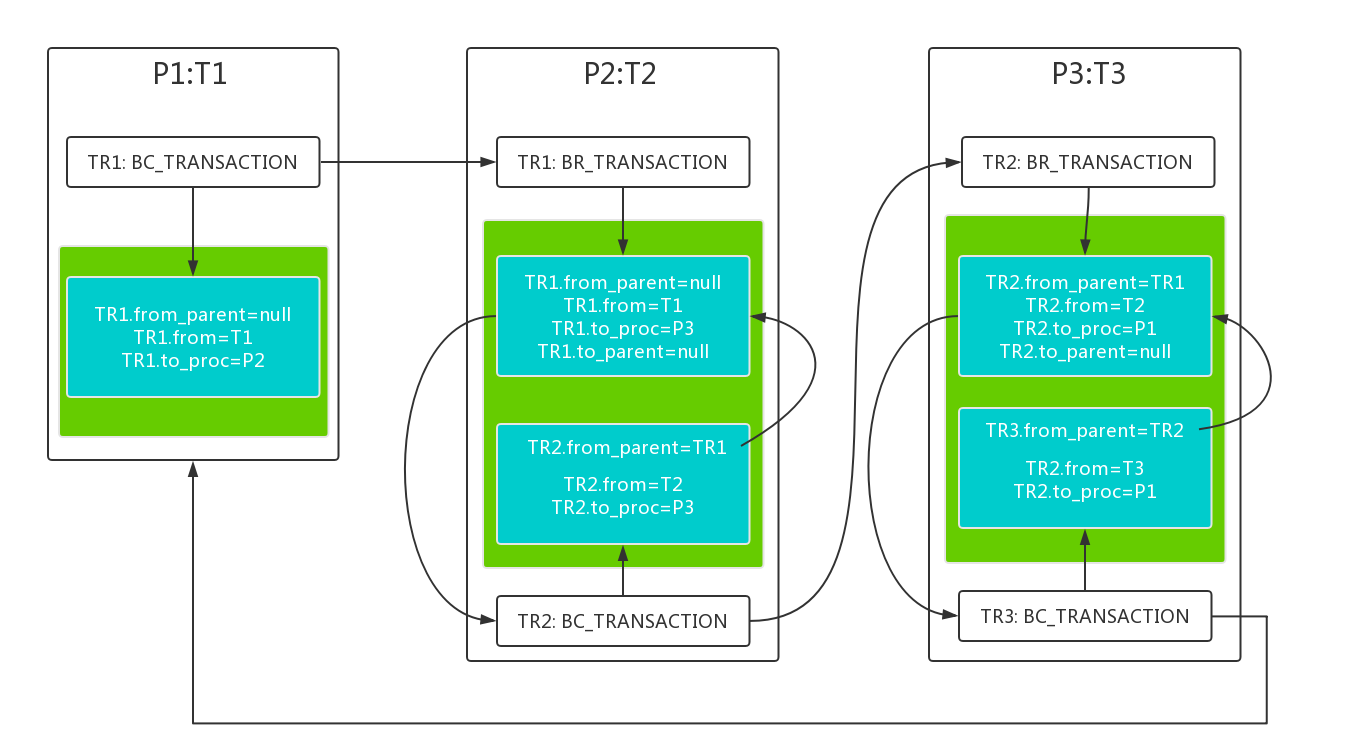 P1:T1
TR1: BC_TRANSACTION
TR1.from_parent=null
TR1.from=T1
TR1.to_proc=P2
P2:T2
TR1: BR_TRANSACTION
TR1.from_parent=null
TR1.from=T1
TR1.to_proc=P3
TR1.to_parent=null
TR2.from_parent=TR1
TR2.from=T2
TR2.to_proc=P3
TR2: BC_TRANSACTION
P3:T3
TR2: BR_TRANSACTION
TR2.from_parent=TR1
TR2.from=T2
TR2.to_proc=P1
TR2.to_parent=null
TR3.from_parent=TR2
TR2.from=T3
TR2.to_proc=P1
TR3: BC_TRANSACTION